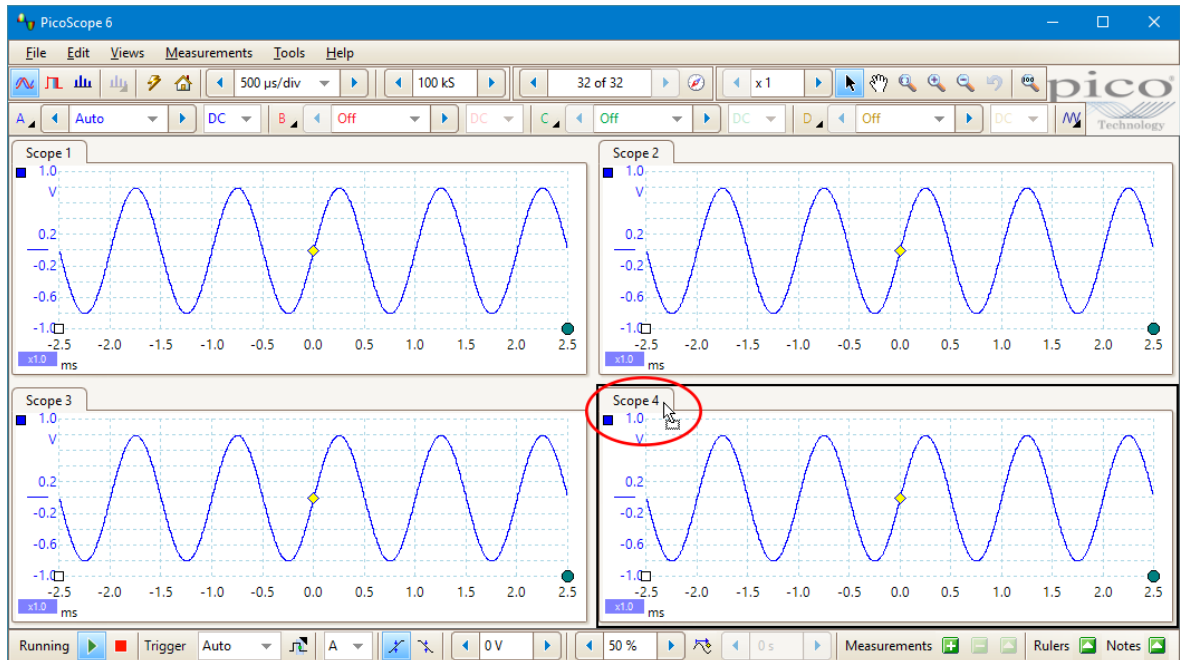 PicoScope 6
File Edit Views Measurements Tools Help
500 µs/div 100 kS 32 of 32 x 1
pico
Technology
A Auto DC B Off DC C Off DC D Off DC
Scope 1
1.0
V
0.2
-0.2
-0.6
-1.0
-2.5 -2.0 -1.5 -1.0 -0.5 0.0 0.5 1.0 1.5 2.0 2.5
x1.0 ms
Scope 2
1.0
V
0.2
-0.2
-0.6
-1.0
-2.5 -2.0 -1.5 -1.0 -0.5 0.0 0.5 1.0 1.5 2.0 2.5
x1.0 ms
Scope 3
1.0
V
0.2
-0.2
-0.6
-1.0
-2.5 -2.0 -1.5 -1.0 -0.5 0.0 0.5 1.0 1.5 2.0 2.5
x1.0 ms
Scope 4
1.0
V
0.2
-0.2
-0.6
-1.0
-2.5 -2.0 -1.5 -1.0 -0.5 0.0 0.5 1.0 1.5 2.0 2.5
x1.0 ms
Running Trigger Auto A 0 V 50 % 0 s Measurements Rulers Notes